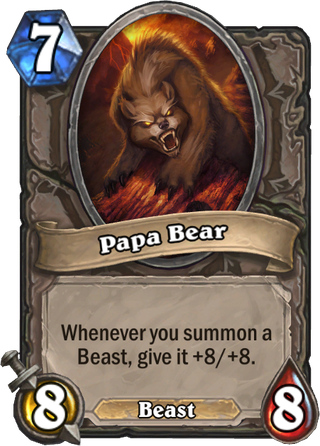 7
Papa Bear
Whenever you summon a
Beast, give it +8/+8.
8
Beast
8